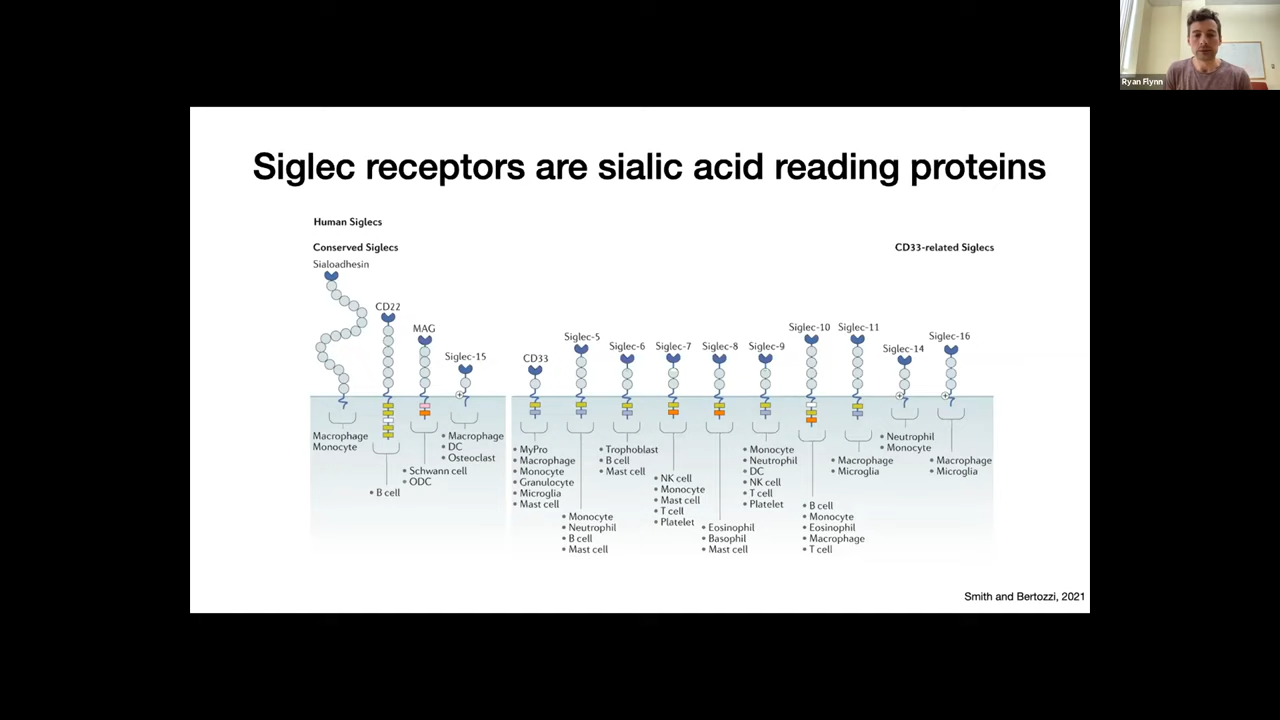 Ryan Flynn
Siglec receptors are sialic acid reading proteins
Human Siglecs
Conserved Siglecs
CD33-related Siglecs
Sialoadhesin
CD22
MAG
Siglec-15
CD33
Siglec-5
Siglec-6
Siglec-7
Siglec-8
Siglec-9
Siglec-10
Siglec-11
Siglec-14
Siglec-16
+
+
+
Macrophage
Monocyte
• B cell
• Schwann cell
• ODC
• Macrophage
• DC
• Osteoclast
• MyPro
• Macrophage
• Monocyte
• Granulocyte
• Microglia
• Mast cell
• Monocyte
• Neutrophil
• B cell
• Mast cell
• Trophoblast
• B cell
• Mast cell
• NK cell
• Monocyte
• Mast cell
• T cell
• Platelet
• Eosinophil
• Basophil
• Mast cell
• Monocyte
• Neutrophil
• DC
• NK cell
• T cell
• Platelet
• B cell
• Monocyte
• Eosinophil
• Macrophage
• T cell
• Macrophage
• Microglia
• Neutrophil
• Monocyte
• Macrophage
• Microglia
Smith and Bertozzi, 2021